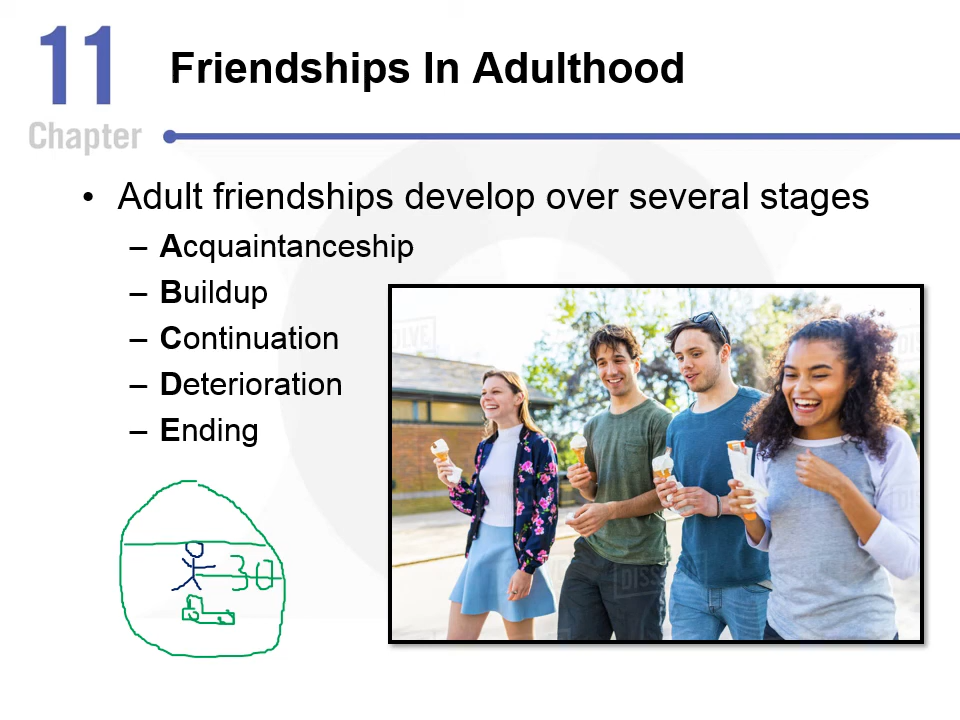 11
Chapter
Friendships In Adulthood
• Adult friendships develop over several stages
– Acquaintanceship
– Buildup
– Continuation
– Deterioration
– Ending
30